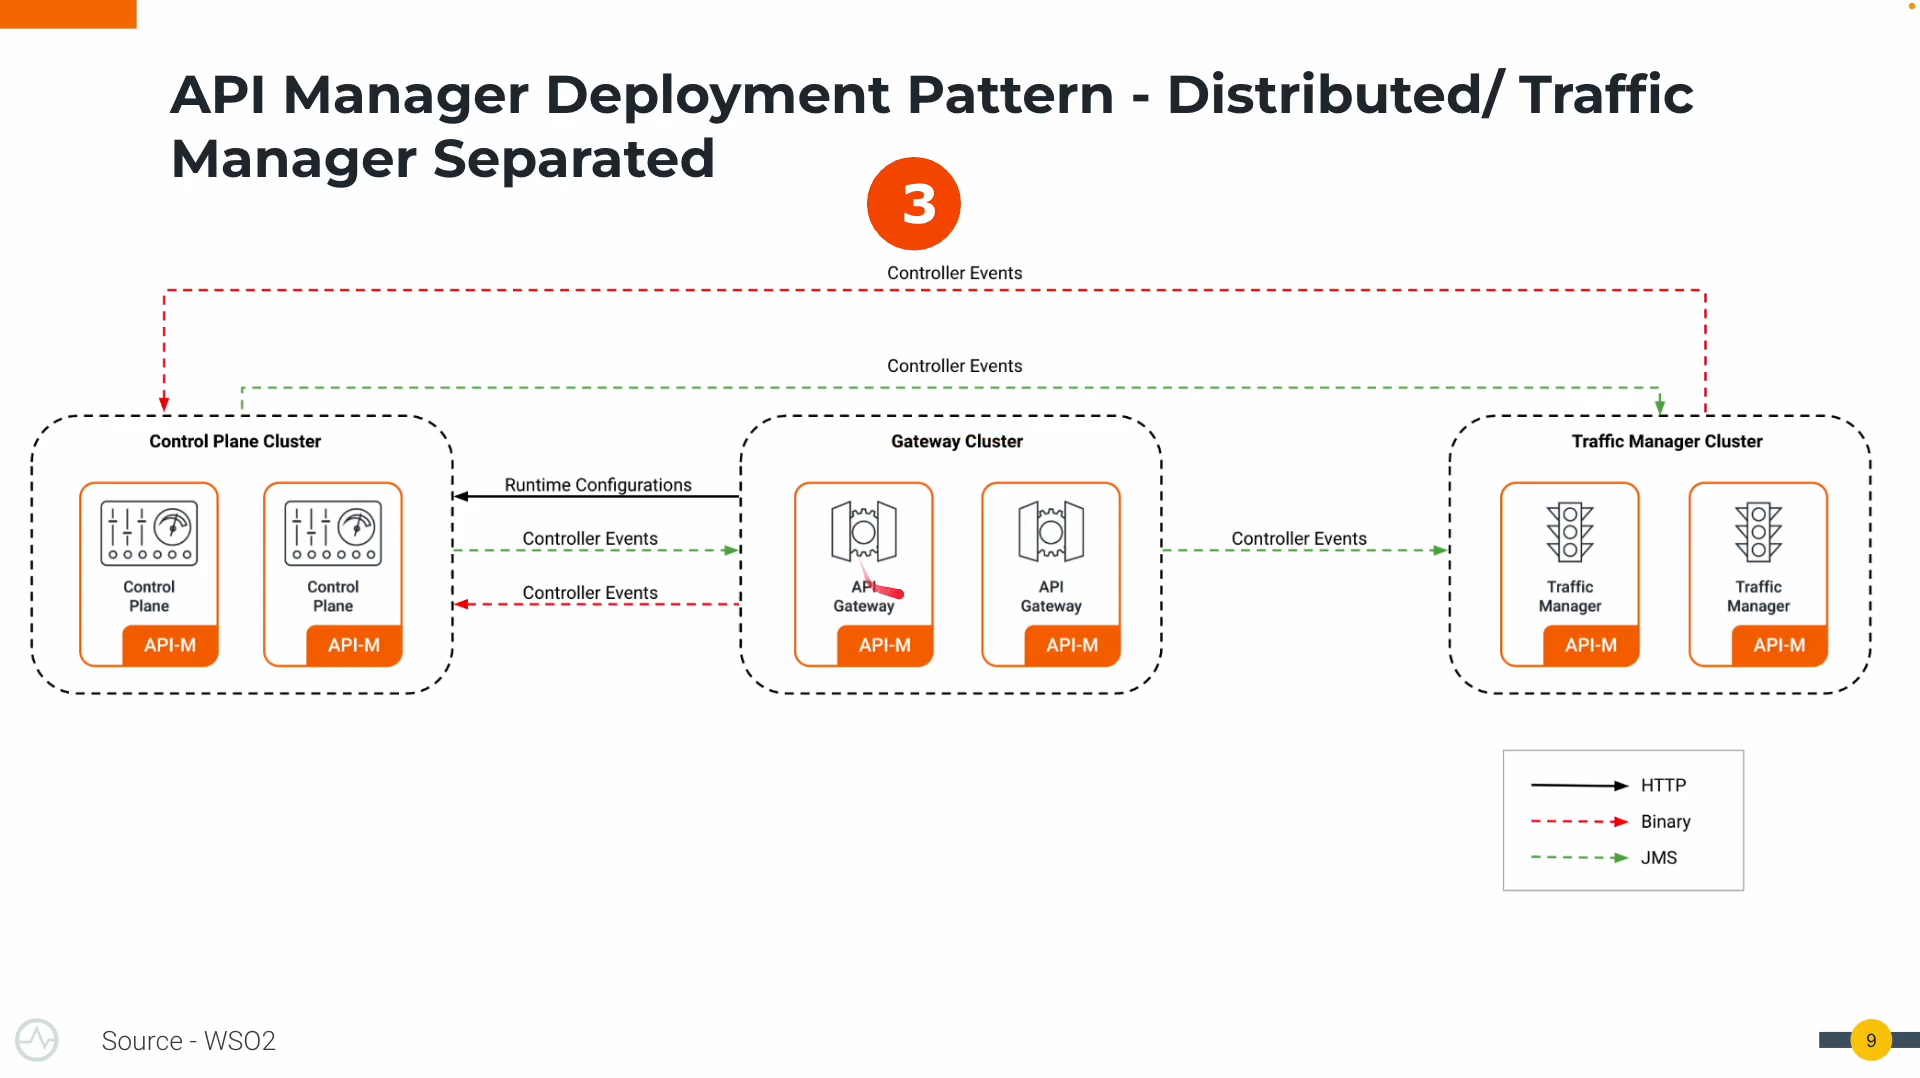 API Manager Deployment Pattern - Distributed/ Traffic
Manager Separated
3
Controller Events
Controller Events
Control Plane Cluster
Control
Plane
API-M
Control
Plane
API-M
Runtime Configurations
Controller Events
Controller Events
Gateway Cluster
API
Gateway
API-M
API
Gateway
API-M
Controller Events
Traffic Manager Cluster
Traffic
Manager
API-M
Traffic
Manager
API-M
HTTP
Binary
JMS
Source - WSO2
9